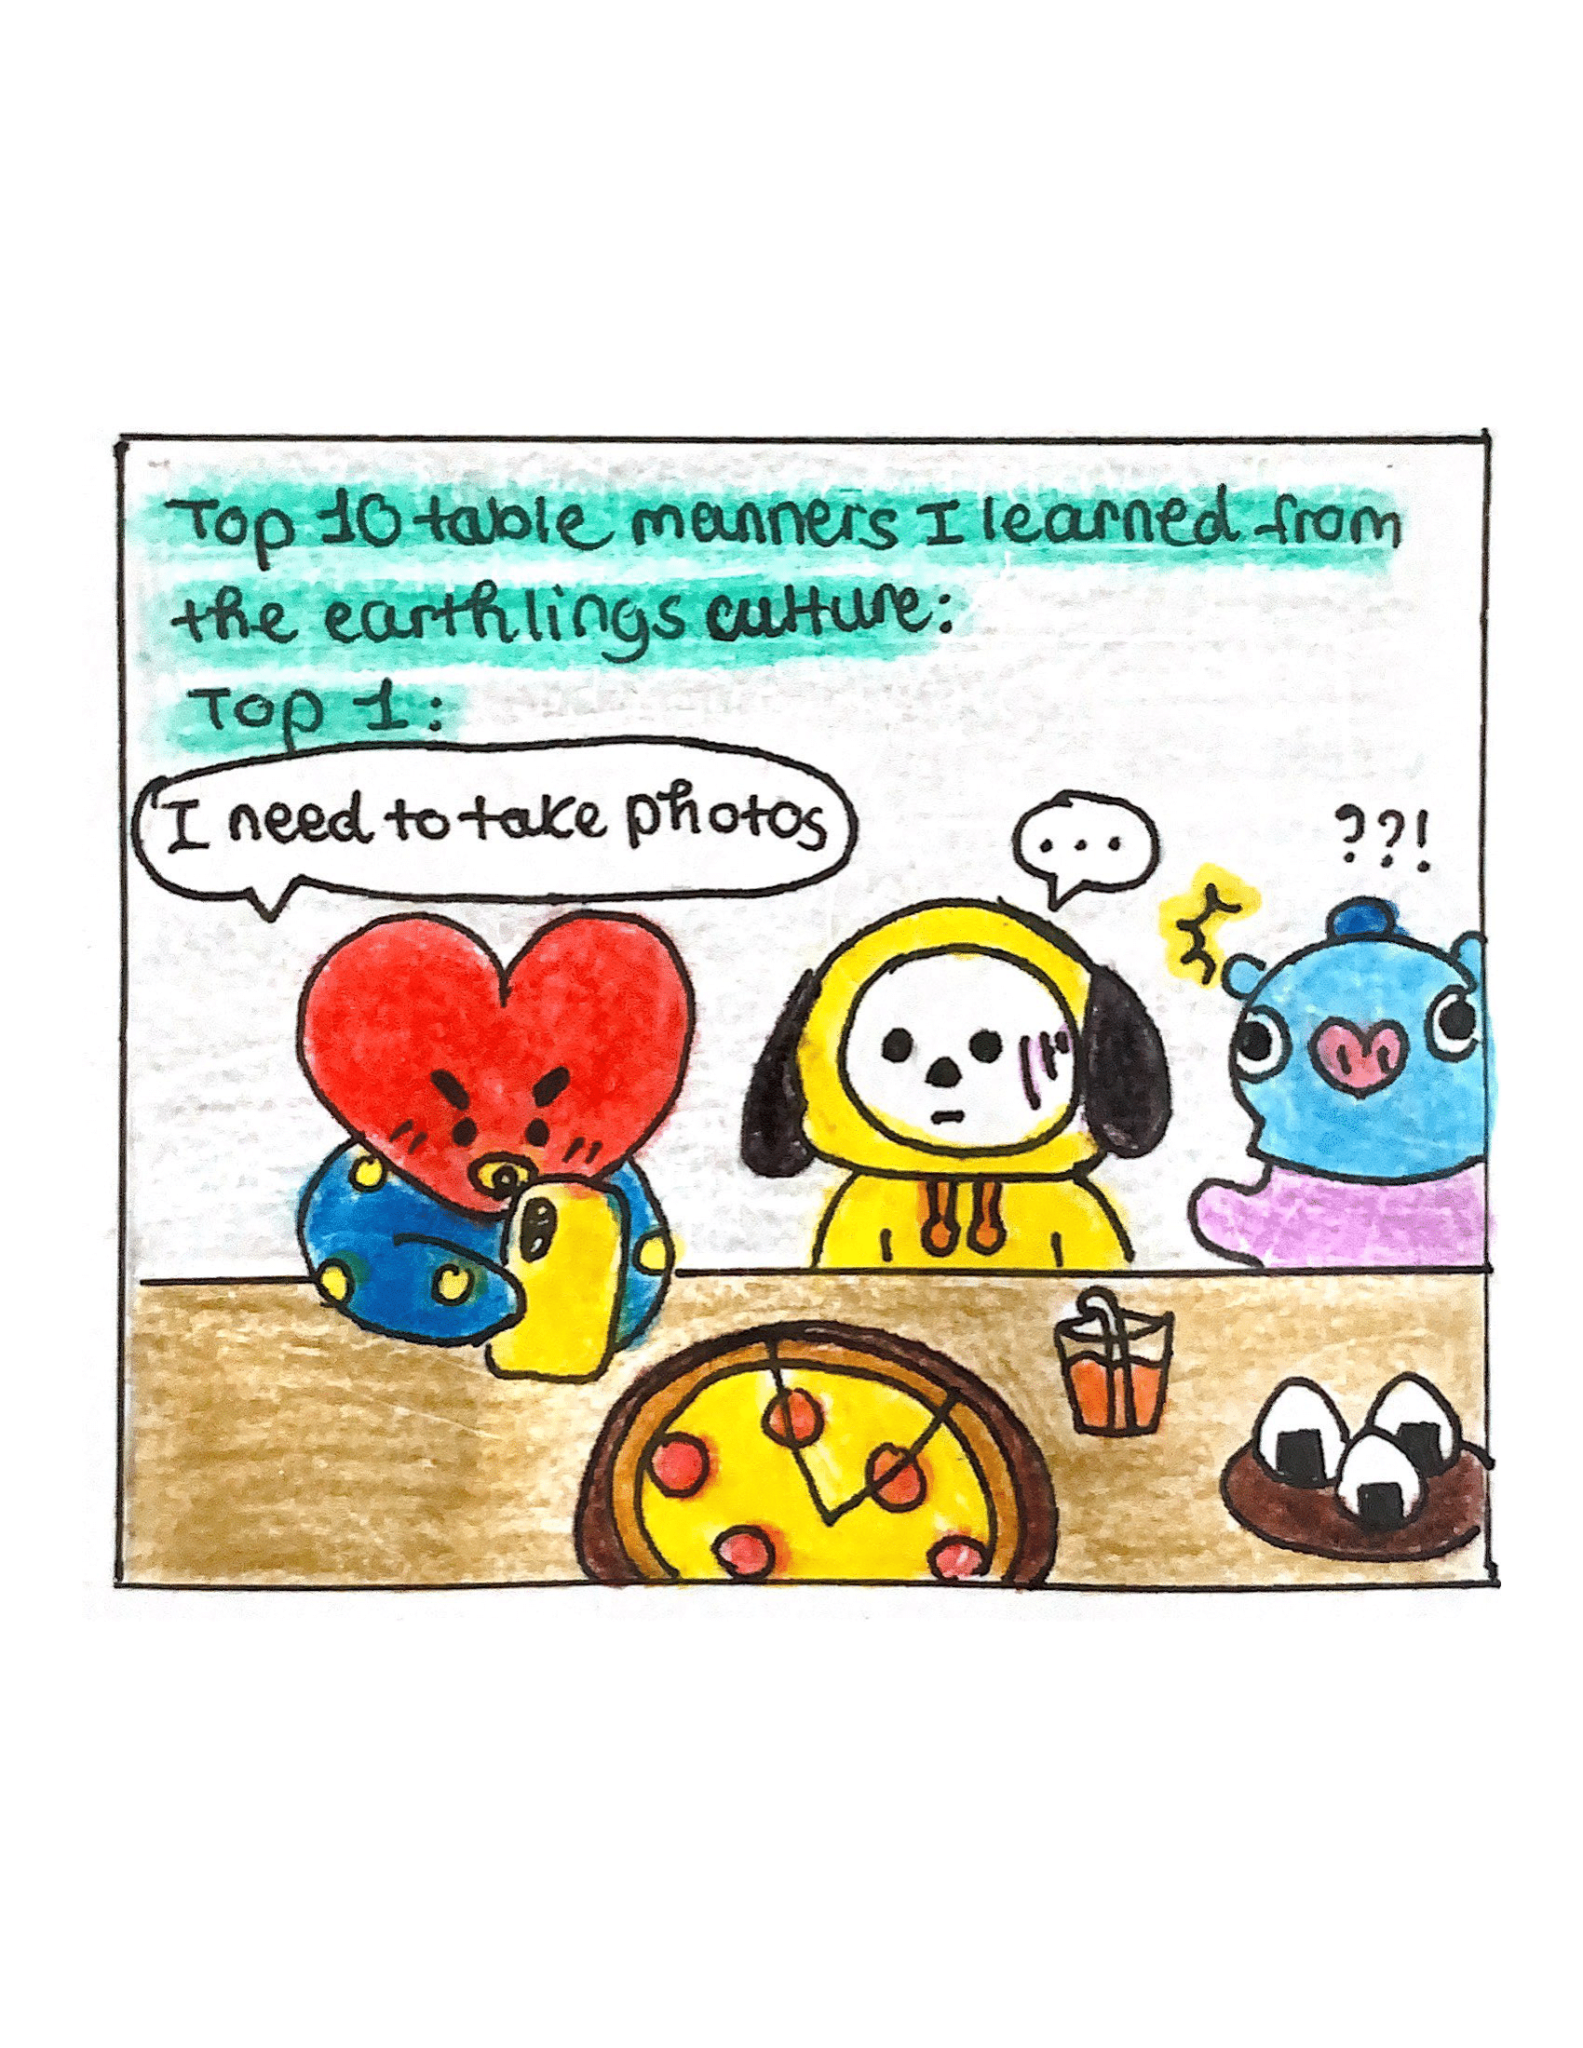 Top 10 table manners I learned from
the earthlings culture:
Top 1:
I need to take photos
...
??!